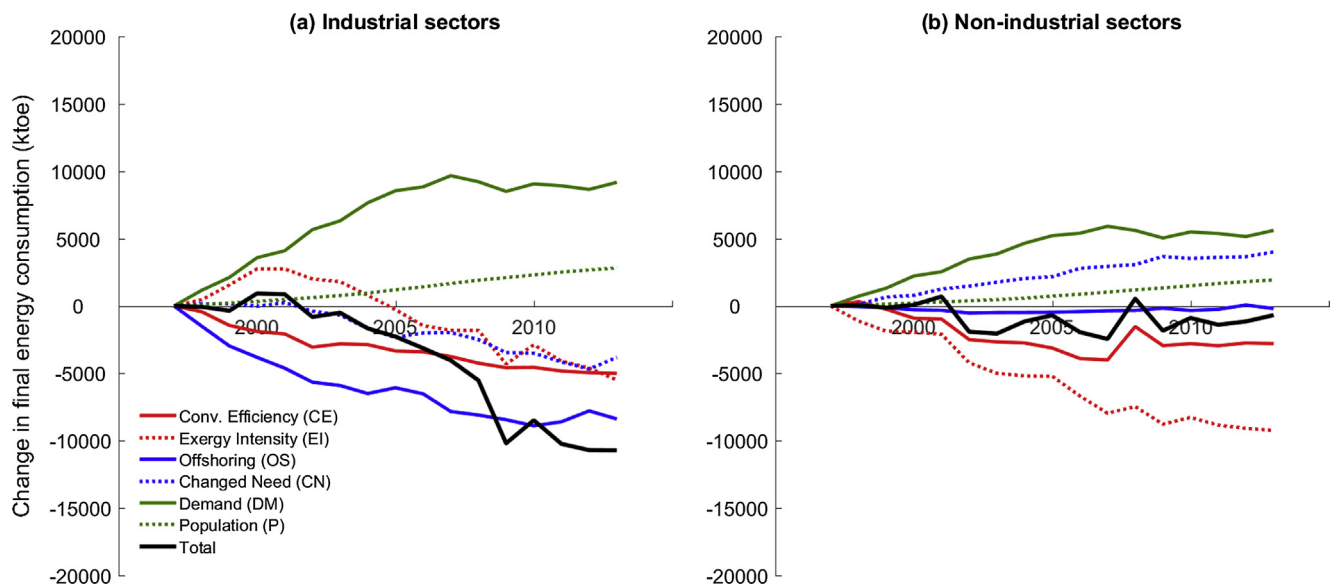 (a) Industrial sectors
(b) Non-industrial sectors
Change in final energy consumption (ktoe)
20000
15000
10000
5000
0
-5000
-10000
-15000
-20000
2000
2005
2010
Conv. Efficiency (CE)
Exergy Intensity (EI)
Offshoring (OS)
Changed Need (CN)
Demand (DM)
Population (P)
Total
20000
15000
10000
5000
0
-5000
-10000
-15000
-20000
2000
2005
2010